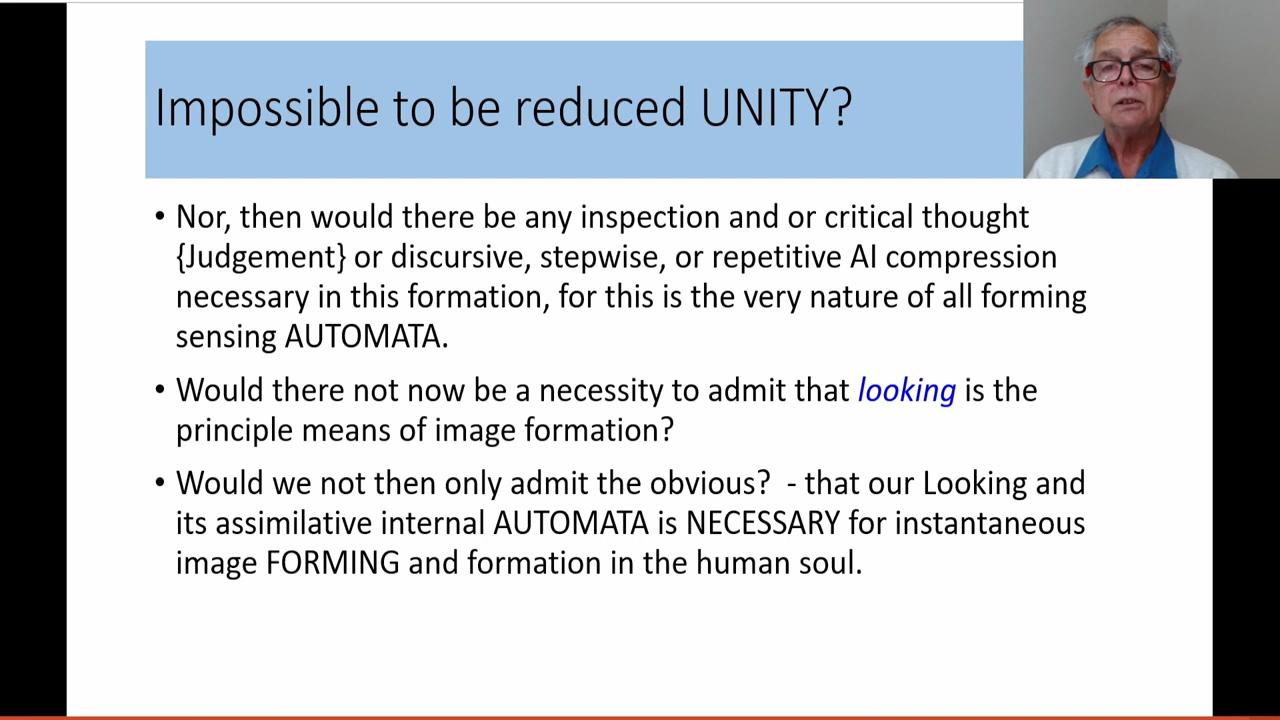 Impossible to be reduced UNITY?
• Nor, then would there be any inspection and or critical thought
{Judgement} or discursive, stepwise, or repetitive AI compression
necessary in this formation, for this is the very nature of all forming
sensing AUTOMATA.
• Would there not now be a necessity to admit that looking is the
principle means of image formation?
• Would we not then only admit the obvious?  - that our Looking and
its assimilative internal AUTOMATA is NECESSARY for instantaneous
image FORMING and formation in the human soul.